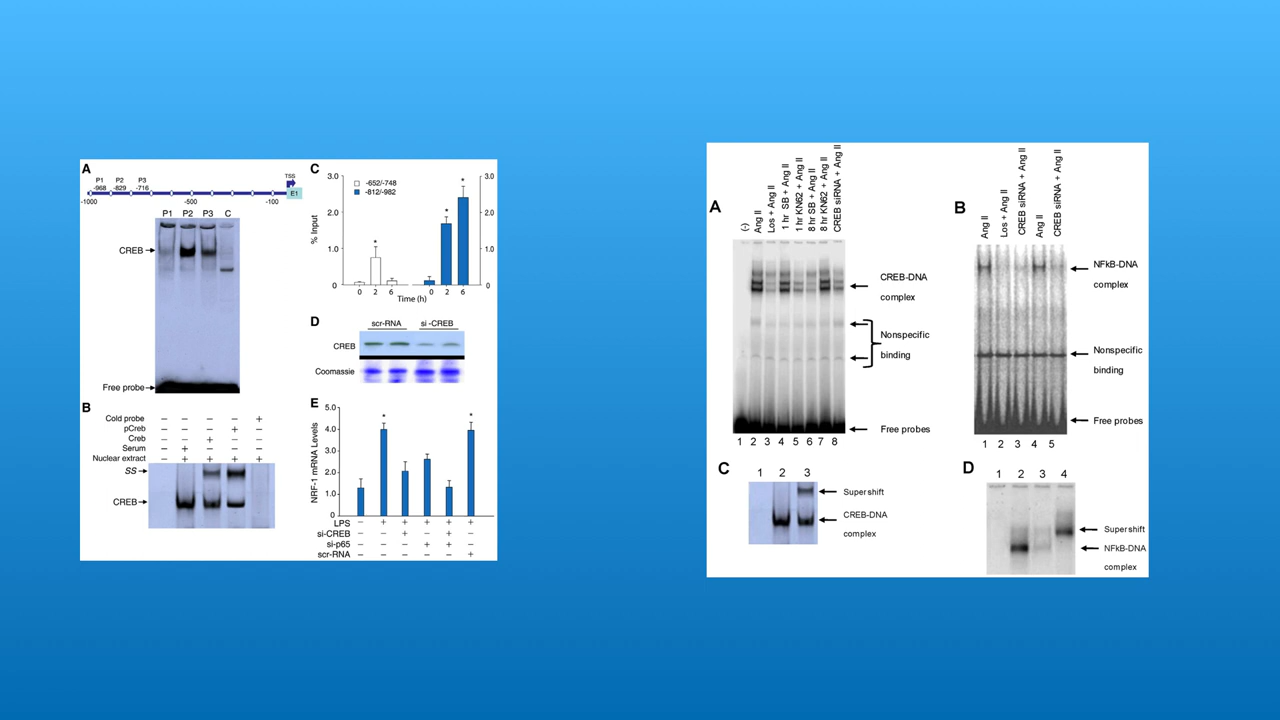 A
P1 P2 P3
-968 -829 -716
TSS
E1
-1000 -500 -100
P1 P2 P3 C
CREB
Free probe
B
Cold probe – – – – +
pCreb – – – + –
Creb – – + – –
Serum – + – – –
Nuclear extract – + + + +
SS
CREB
C
-652/-748
-812/-982
% Input
3.0 3.0
2.0 2.0
1.0 1.0
0 0
* * *
0 2 6 0 2 6
Time (h)
D
scr-RNA si -CREB
CREB
Coomassie
E
NRF-1 mRNA Levels
5.0
4.0
3.0
2.0
1.0
0
* *
LPS – + + + + +
si-CREB – – + – + –
si-p65 – – – + + –
scr-RNA – – – – – +
A
(-)
Ang II
Los + Ang II
1 hr SB + Ang II
1 hr KN62 + Ang II
8 hr SB + Ang II
8 hr KN62 + Ang II
CREB siRNA + Ang II
CREB-DNA
complex
Nonspecific
binding
Free probes
1 2 3 4 5 6 7 8
B
Ang II
Los + Ang II
CREB siRNA + Ang II
Ang II
CREB siRNA + Ang II
NFkB-DNA
complex
Nonspecific
binding
Free probes
1 2 3 4 5
C
1 2 3
Supershift
CREB-DNA
complex
D
1 2 3 4
Supershift
NFkB-DNA
complex